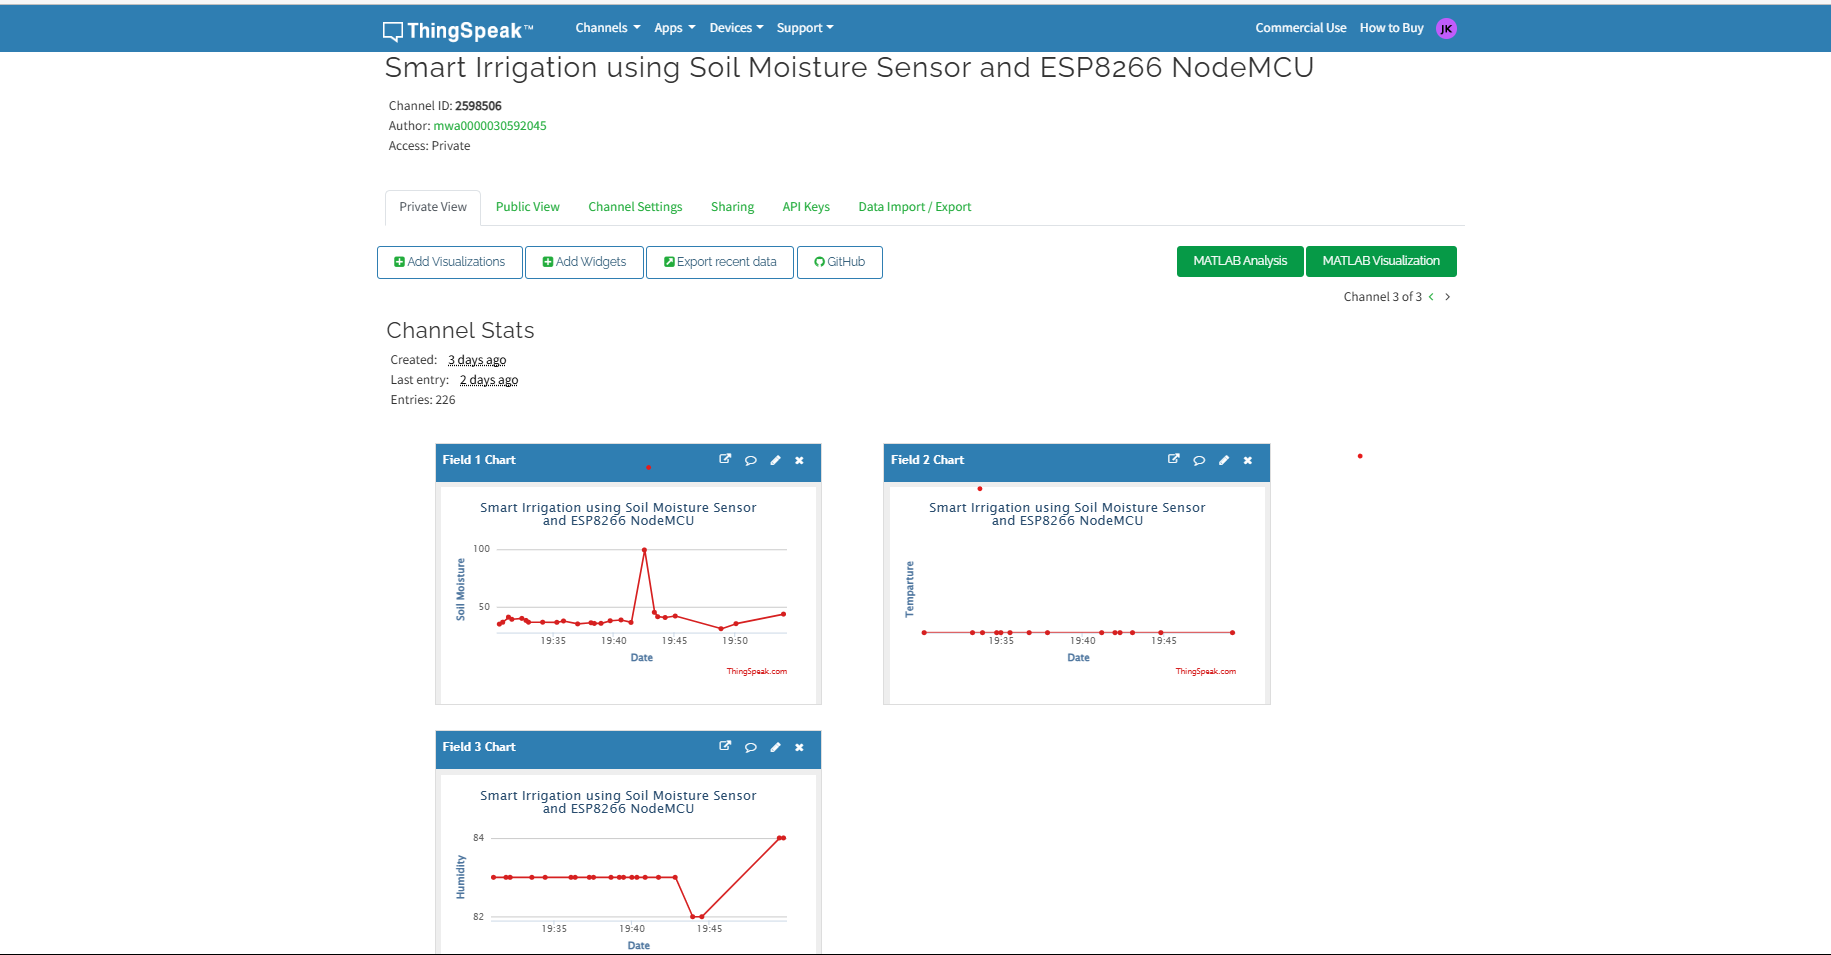 ThingSpeak™ Channels Apps Devices Support Commercial Use How to Buy JK
Smart Irrigation using Soil Moisture Sensor and ESP8266 NodeMCU
Channel ID: 2598506
Author: mwa0000030592045
Access: Private
Private View Public View Channel Settings Sharing API Keys Data Import / Export
Add Visualizations Add Widgets Export recent data GitHub MATLAB Analysis MATLAB Visualization
Channel 3 of 3 < >
Channel Stats
Created: 3 days ago
Last entry: 2 days ago
Entries: 226
Field 1 Chart
Smart Irrigation using Soil Moisture Sensor
and ESP8266 NodeMCU
Soil Moisture
100
50
19:35 19:40 19:45 19:50
Date
ThingSpeak.com
Field 2 Chart
Smart Irrigation using Soil Moisture Sensor
and ESP8266 NodeMCU
Temparture
19:35 19:40 19:45
Date
ThingSpeak.com
Field 3 Chart
Smart Irrigation using Soil Moisture Sensor
and ESP8266 NodeMCU
Humidity
84
82
19:35 19:40 19:45
Date